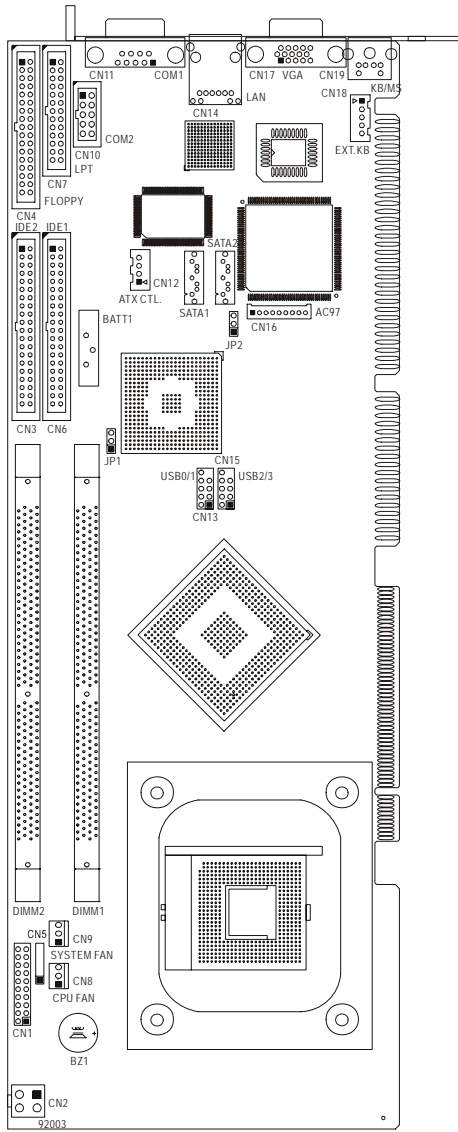 CN11
COM1
CN17
VGA
CN19
KB/MS
LAN
CN18
CN14
COM2
EXT.KB
CN10
LPT
CN7
FLOPPY
CN4
IDE2
IDE1
SATA2
CN12
ATX CTL.
SATA1
BATT1
AC97
CN16
JP2
CN3
CN6
JP1
CN15
USB0/1
USB2/3
CN13
DIMM2
DIMM1
CN5
CN9
SYSTEM FAN
CN8
CPU FAN
CN1
+
BZ1
CN2
92003